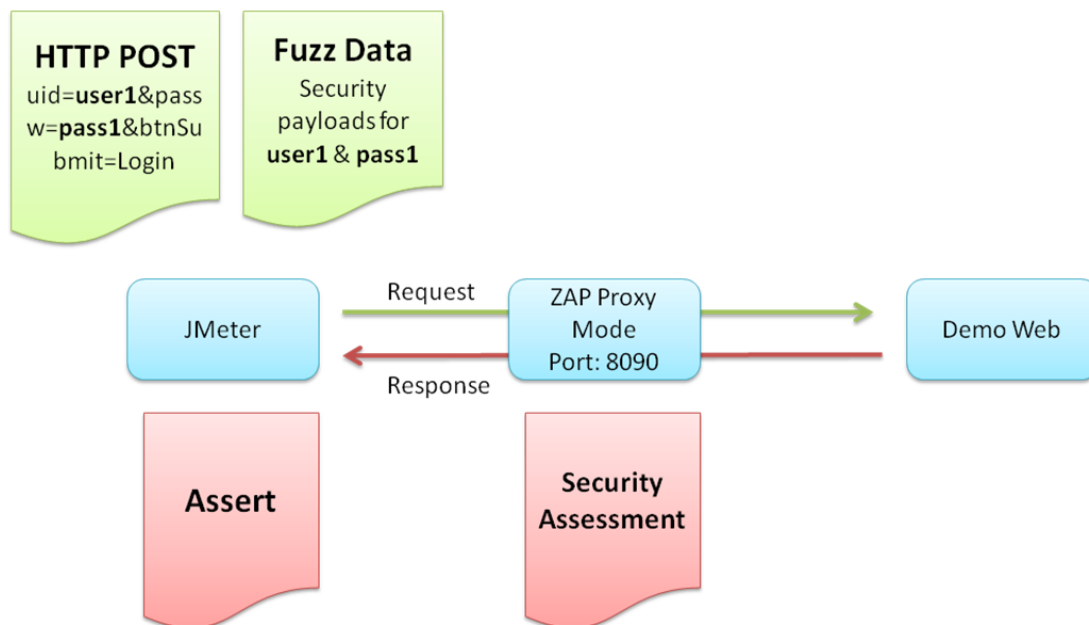 HTTP POST
uid=user1&pass
w=pass1&btnSu
bmit=Login
Fuzz Data
Security
payloads for
user1 & pass1
JMeter
Request
Response
ZAP Proxy
Mode
Port: 8090
Demo Web
Assert
Security
Assessment